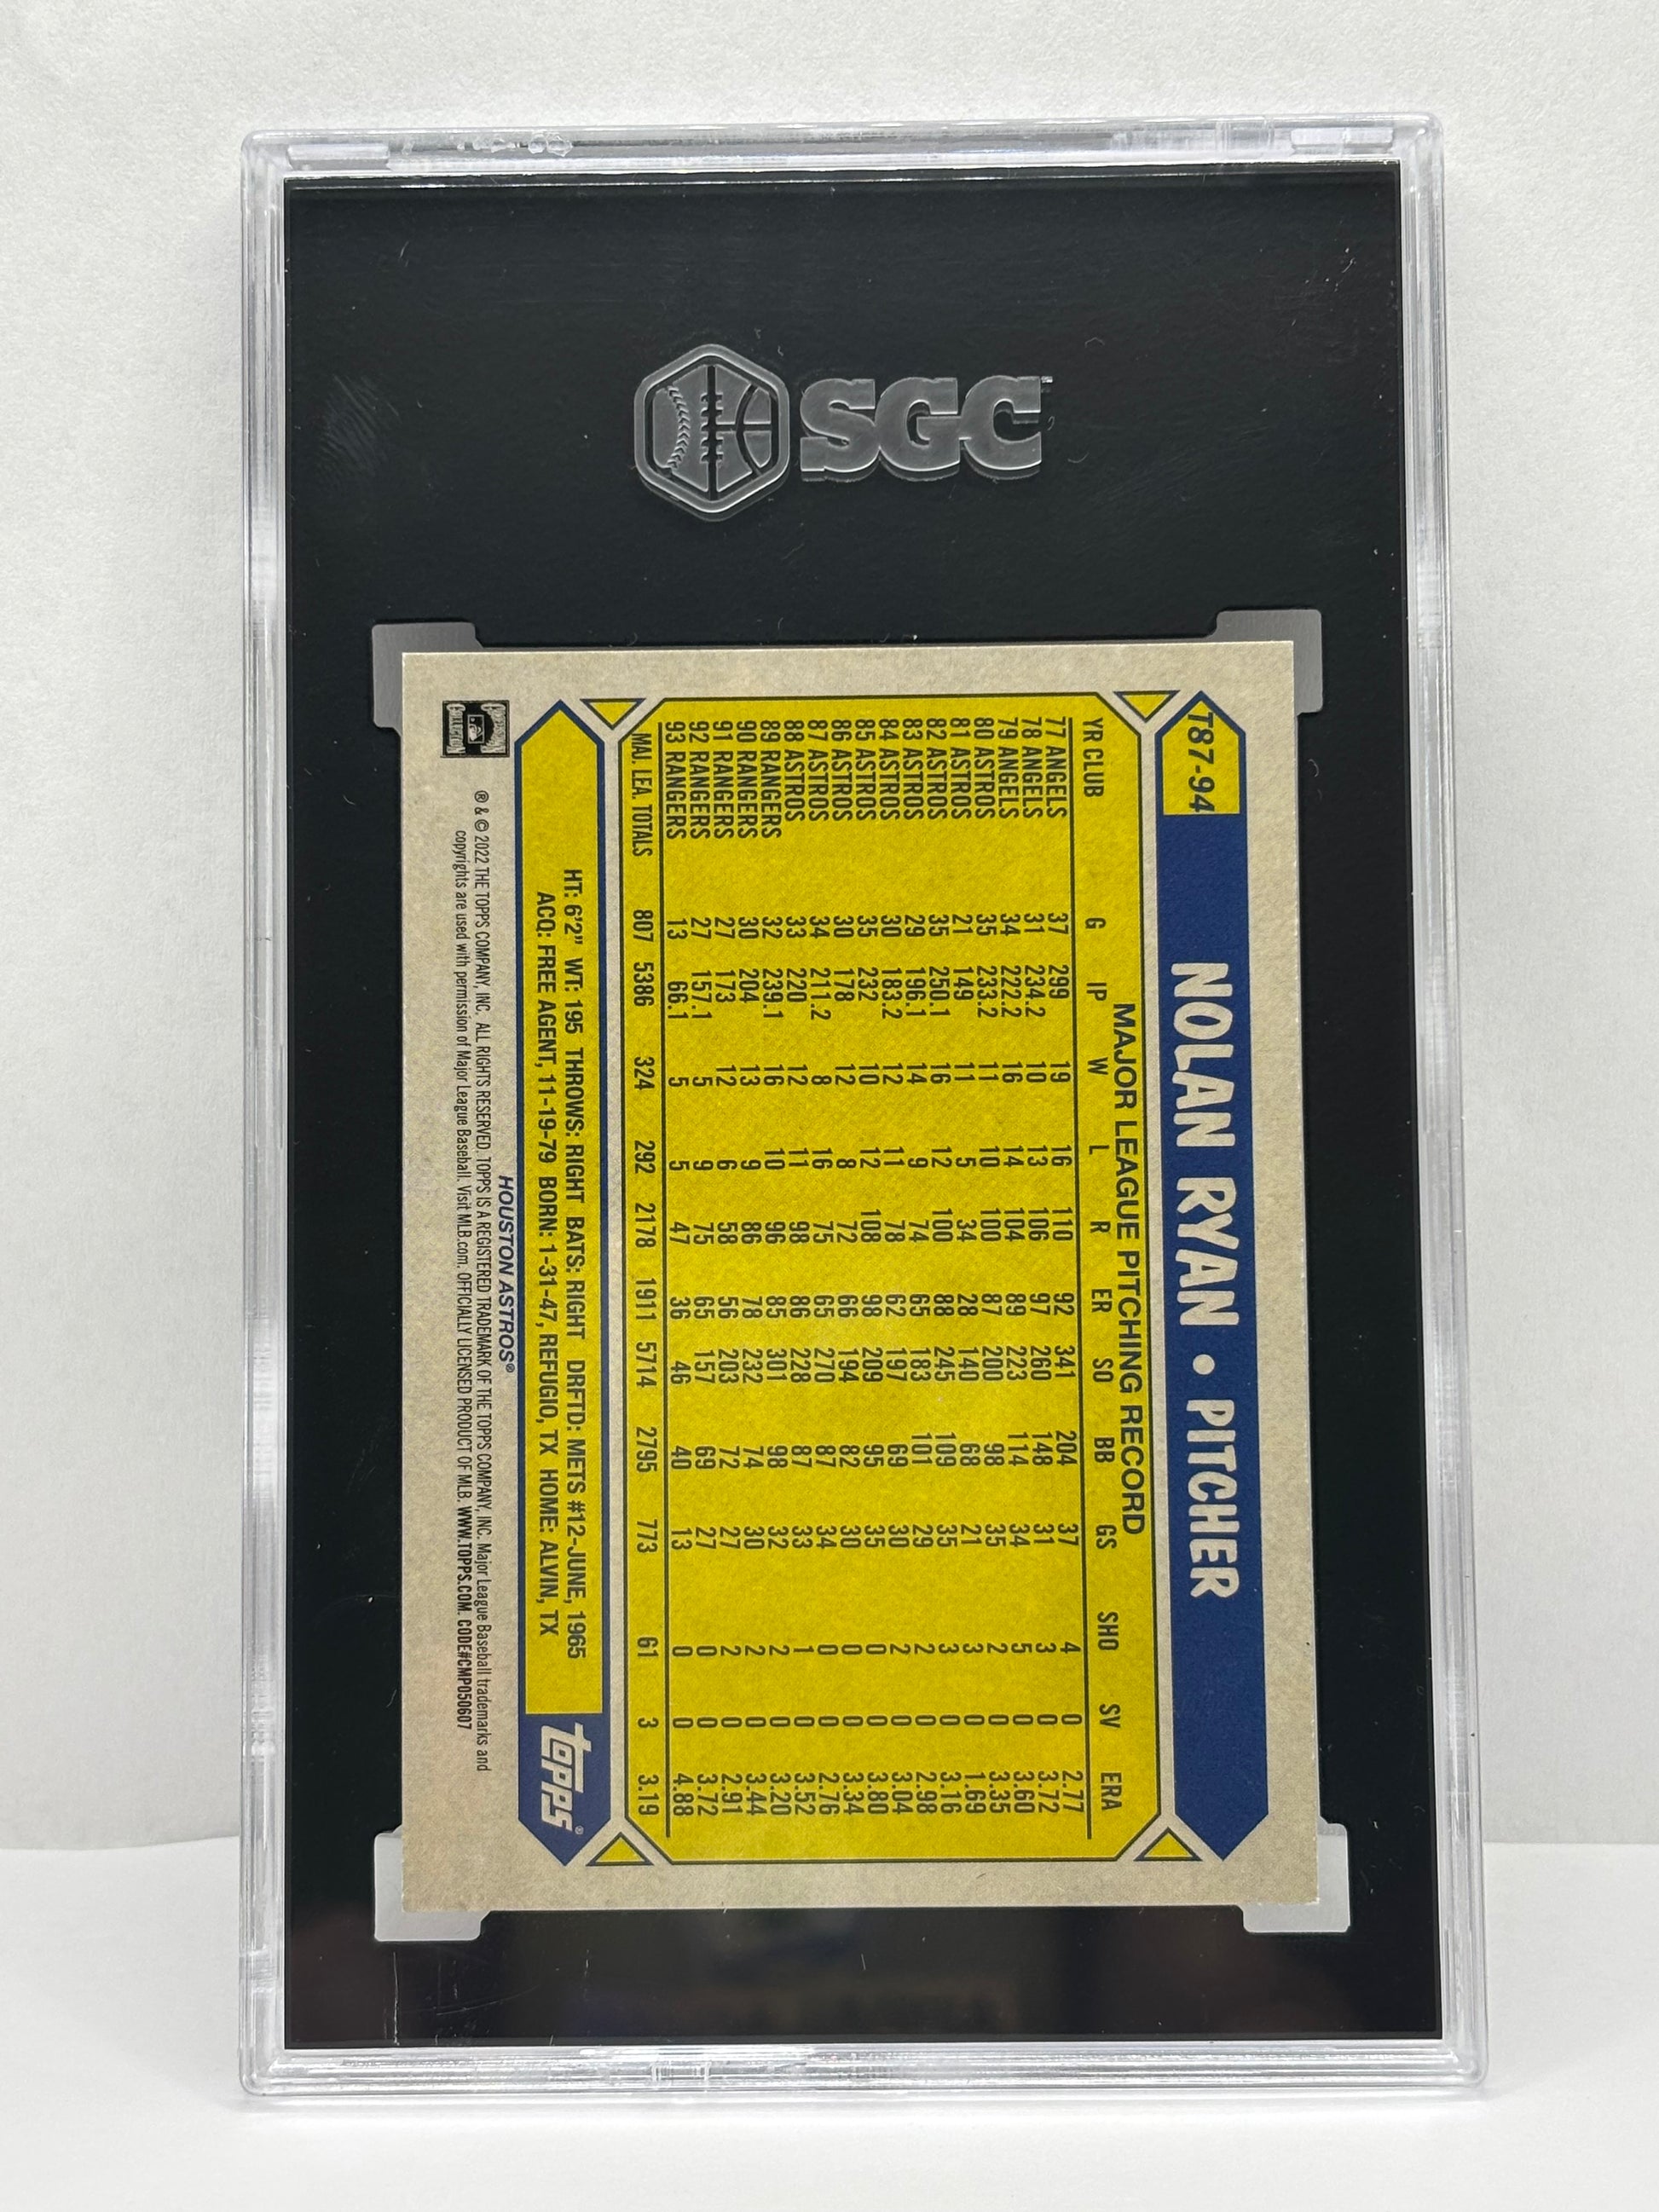 SGC
T87-94 NOLAN RYAN • PITCHER
MAJOR LEAGUE PITCHING RECORD
YR CLUB G IP W L R ER SO BB GS SHO SV ERA
77 ANGELS 37 299 19 16 110 92 341 204 37 4 0 2.77
78 ANGELS 31 234.2 10 13 106 97 260 148 31 3 0 3.72
79 ANGELS 34 222.2 16 14 104 89 223 114 34 5 0 3.60
80 ASTROS 35 233.2 11 10 100 87 200 98 35 2 0 3.35
81 ASTROS 21 149 11 5 34 28 140 68 21 3 0 1.69
82 ASTROS 35 250.1 16 12 100 88 245 109 35 3 0 3.16
83 ASTROS 29 196.1 14 9 74 65 183 101 29 2 0 2.98
84 ASTROS 30 183.2 12 11 78 62 197 69 30 2 0 3.04
85 ASTROS 35 232 10 12 108 98 209 95 35 0 0 3.80
86 ASTROS 30 178 12 8 72 66 194 82 30 0 0 3.34
87 ASTROS 34 211.2 8 16 75 65 270 87 34 0 0 2.76
88 ASTROS 33 220 12 11 98 86 228 87 33 1 0 3.52
89 RANGERS 32 239.1 16 10 96 85 301 98 32 2 0 3.20
90 RANGERS 30 204 13 9 86 78 232 74 30 2 0 3.44
91 RANGERS 27 173 12 6 58 56 203 72 27 2 0 2.91
92 RANGERS 27 157.1 5 9 75 65 157 69 27 0 0 3.72
93 RANGERS 13 66.1 5 5 47 36 46 40 13 0 0 4.88
MAJ. LEA. TOTALS 807 5386 324 292 2178 1911 5714 2795 773 61 3 3.19
HT: 6'2" WT: 195 THROWS: RIGHT BATS: RIGHT DRFTD: METS #12-JUNE, 1965
ACQ: FREE AGENT, 11-19-79 BORN: 1-31-47, REFUGIO, TX HOME: ALVIN, TX
topps®
HOUSTON ASTROS®
® & © 2022 THE TOPPS COMPANY, INC. ALL RIGHTS RESERVED. TOPPS IS A REGISTERED TRADEMARK OF THE TOPPS COMPANY, INC. Major League Baseball trademarks and
copyrights are used with permission of Major League Baseball. Visit MLB.com. OFFICIALLY LICENSED PRODUCT OF MLB. WWW.TOPPS.COM. CODE#CMP050607
COOPERSTOWN
COLLECTION